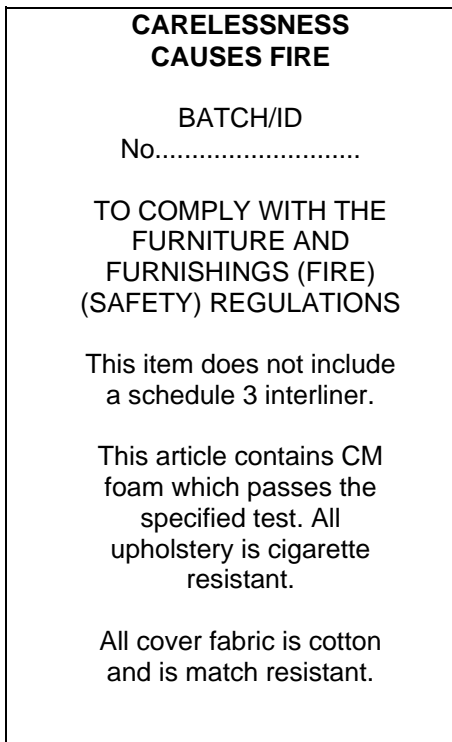 CARELESSNESS
CAUSES FIRE
BATCH/ID
No............................
TO COMPLY WITH THE
FURNITURE AND
FURNISHINGS (FIRE)
(SAFETY) REGULATIONS
This item does not include
a schedule 3 interliner.
This article contains CM
foam which passes the
specified test. All
upholstery is cigarette
resistant.
All cover fabric is cotton
and is match resistant.